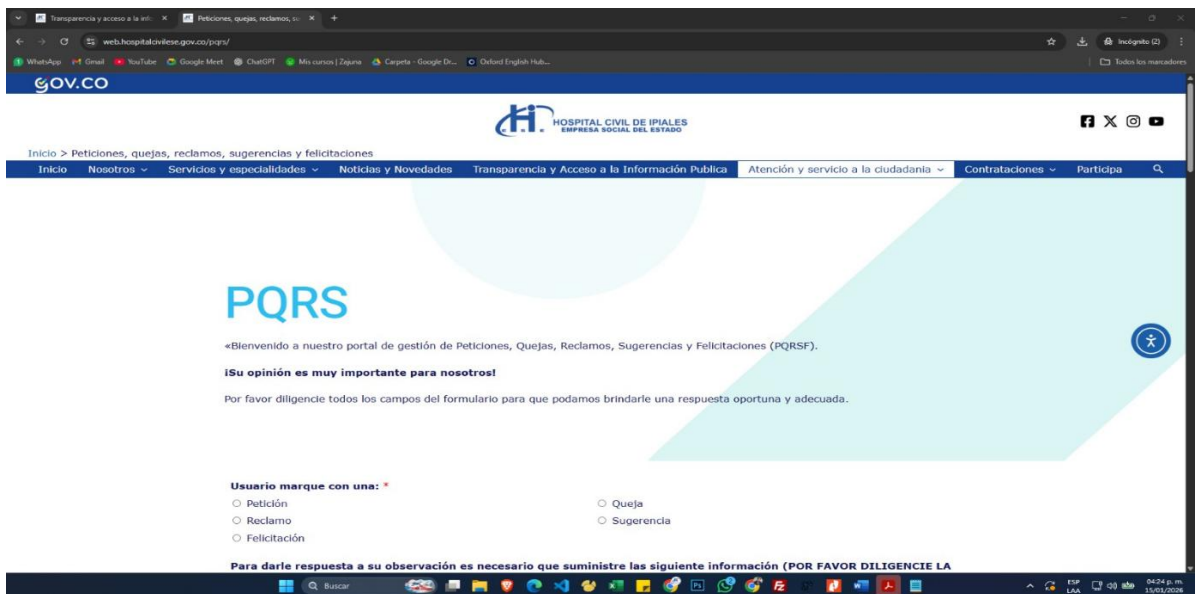 Transparencia y acceso a la info
Peticiones, quejas, reclamos, su
web.hospitalcivilese.gov.co/pqrs/
Incógnito (2)
WhatsApp
Gmail
YouTube
Google Meet
ChatGPT
Mis cursos | Zajuna
Carpeta - Google Dr...
Oxford English Hub...
Todos los marcadores
GOV.CO
HOSPITAL CIVIL DE IPIALES
EMPRESA SOCIAL DEL ESTADO
Inicio > Peticiones, quejas, reclamos, sugerencias y felicitaciones
Inicio Nosotros Servicios y especialidades Noticias y Novedades Transparencia y Acceso a la Información Publica Atención y servicio a la ciudadania Contrataciones Participa
PQRS
«Bienvenido a nuestro portal de gestión de Peticiones, Quejas, Reclamos, Sugerencias y Felicitaciones (PQRSF).
¡Su opinión es muy importante para nosotros!
Por favor diligencie todos los campos del formulario para que podamos brindarle una respuesta oportuna y adecuada.
Usuario marque con una: *
Petición
Queja
Reclamo
Sugerencia
Felicitación
Para darle respuesta a su observación es necesario que suministre las siguiente información (POR FAVOR DILIGENCIE LA
Buscar
ESP
LAA
04:24 p. m.
15/01/2026